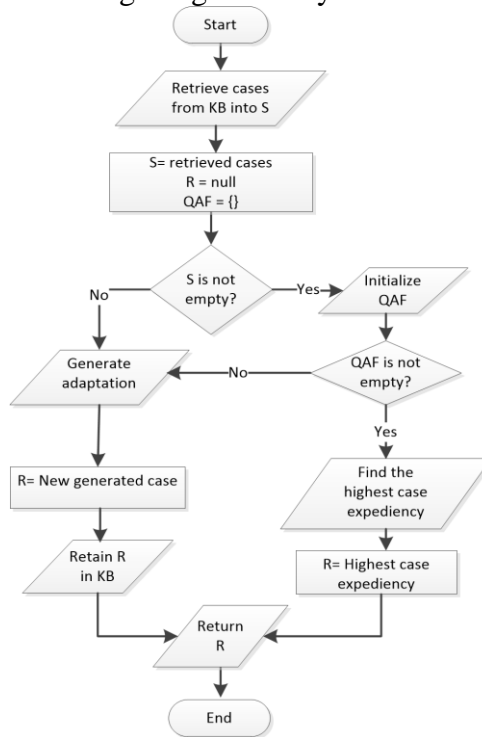 Start
Retrieve cases
from KB into S
S= retrieved cases
R = null
QAF = {}
S is not
empty?
No
Yes
Initialize
QAF
Generate
adaptation
No
QAF is not
empty?
Yes
R= New generated case
Find the
highest case
expediency
Retain R
in KB
R= Highest case
expediency
Return
R
End